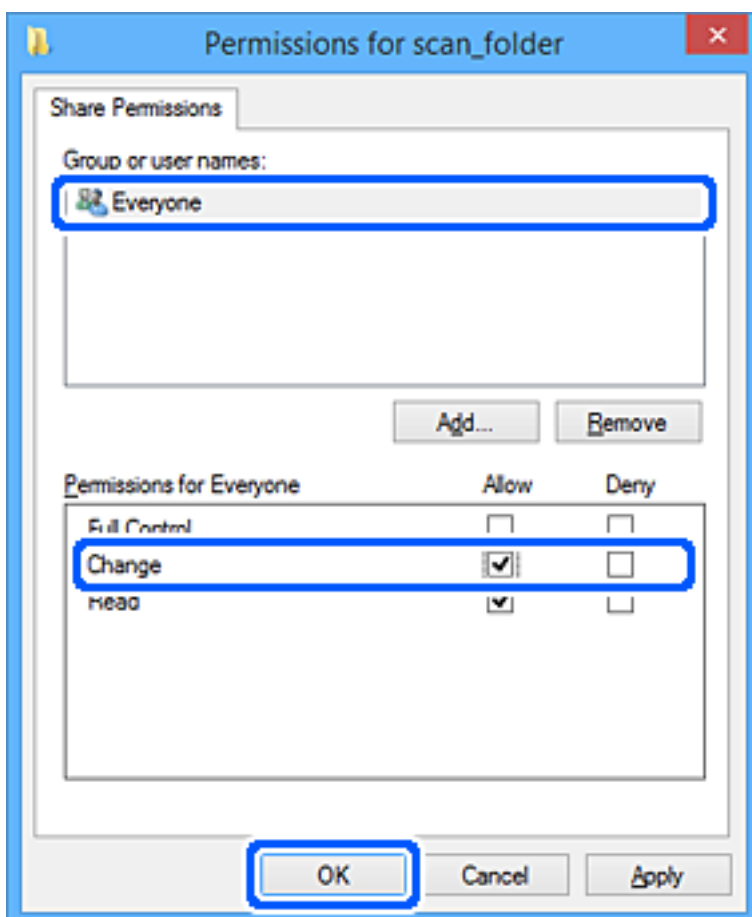 Permissions for scan_folder
Share Permissions
Group or user names:
Everyone
Add... Remove
Permissions for Everyone Allow Deny
Full Control
Change
Read
OK Cancel Apply